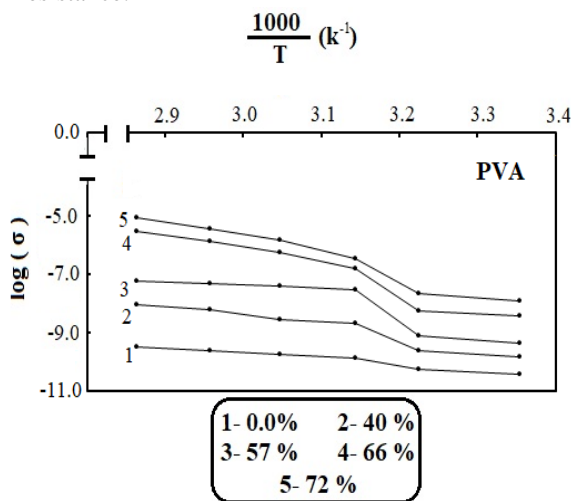 1000
T
(k-1)
2.9 3.0 3.1 3.2 3.3 3.4
0.0
PVA
-5.0
-7.0
-9.0
-11.0
log ( σ )
5
4
3
2
1
1- 0.0% 2- 40 %
3- 57 % 4- 66 %
5- 72 %